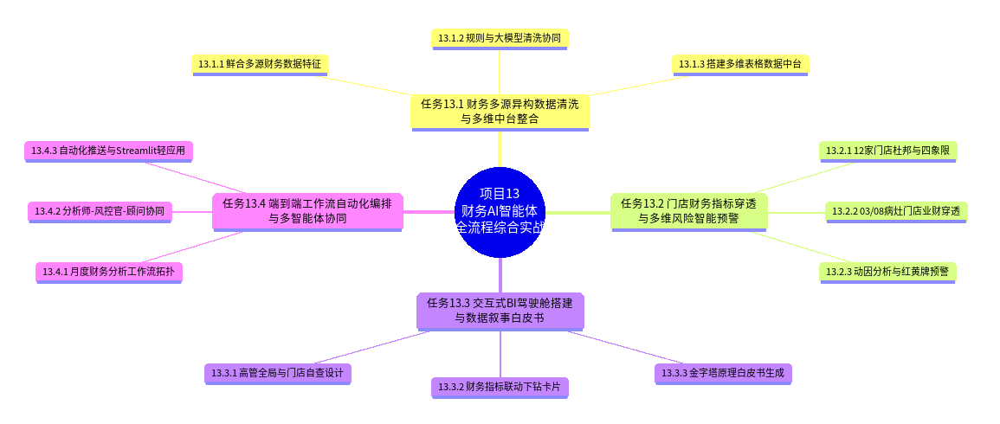 项目13
财务AI智能体
全流程综合实战
任务13.1 财务多源异构数据清洗
与多维中台整合
13.1.1 鲜合多源财务数据特征
13.1.2 规则与大模型清洗协同
13.1.3 搭建多维表格数据中台
任务13.2 门店财务指标穿透
与多维风险智能预警
13.2.1 12家门店杜邦与四象限
13.2.2 03/08病灶门店业财穿透
13.2.3 动因分析与红黄牌预警
任务13.3 交互式BI驾驶舱搭建
与数据叙事白皮书
13.3.1 高管全局与门店自查设计
13.3.2 财务指标联动下钻卡片
13.3.3 金字塔原理白皮书生成
任务13.4 端到端工作流自动化编排
与多智能体协同
13.4.1 月度财务分析工作流拓扑
13.4.2 分析师-风控官-顾问协同
13.4.3 自动化推送与Streamlit轻应用